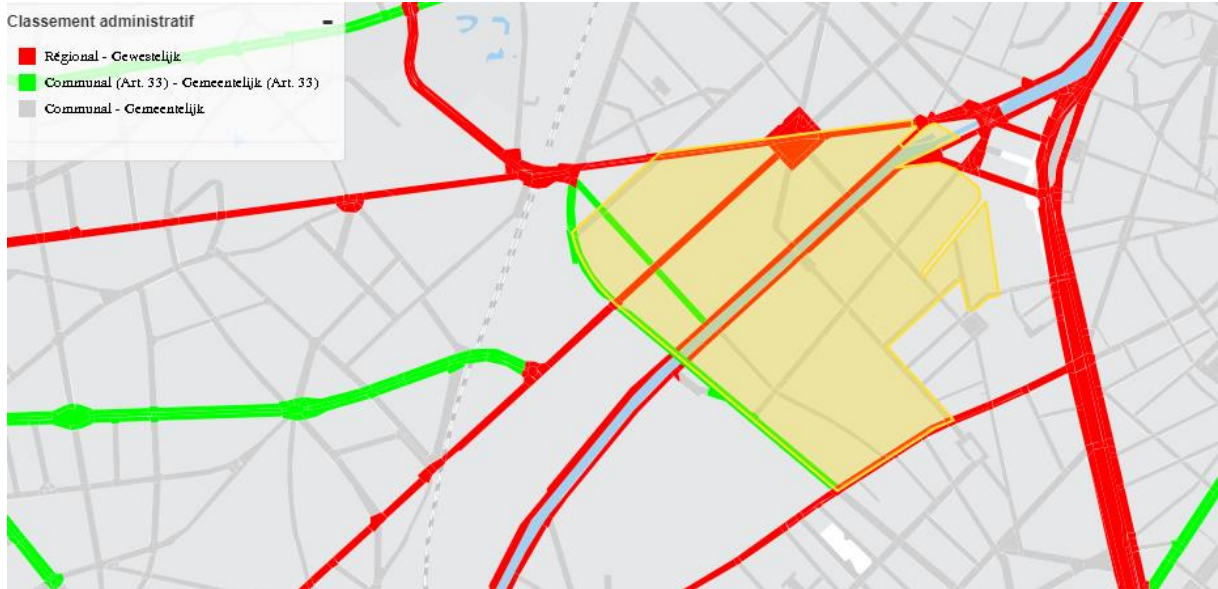 Classement administratif
Régional - Gewestelijk
Communal (Art. 33) - Gemeentelijk (Art. 33)
Communal - Gemeentelijk